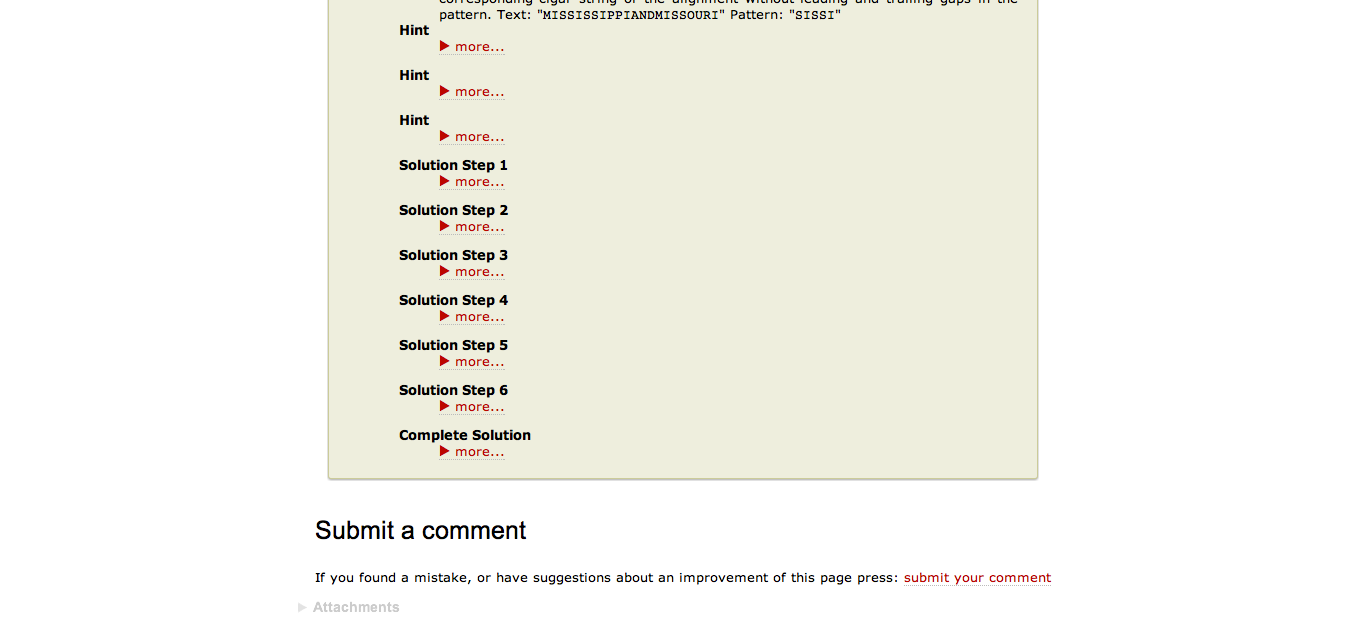 corresponding cigar string of the alignment without leading and trailing gaps in the
pattern. Text: "MISSISSIPPIANDMISSOURI" Pattern: "SISSI"
Hint
more...
Hint
more...
Hint
more...
Solution Step 1
more...
Solution Step 2
more...
Solution Step 3
more...
Solution Step 4
more...
Solution Step 5
more...
Solution Step 6
more...
Complete Solution
more...
Submit a comment
If you found a mistake, or have suggestions about an improvement of this page press: submit your comment
Attachments